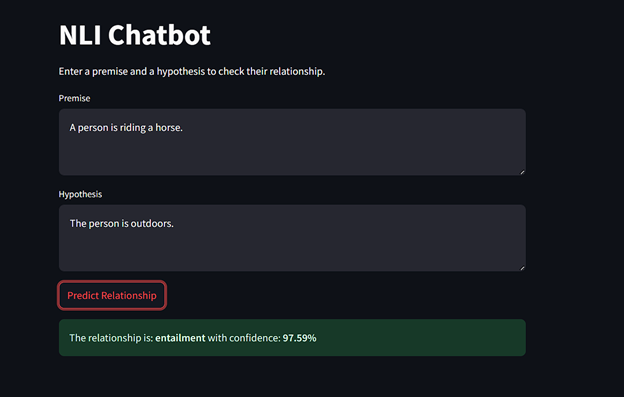 NLI Chatbot
Enter a premise and a hypothesis to check their relationship.
Premise
A person is riding a horse.
Hypothesis
The person is outdoors.
Predict Relationship
The relationship is: entailment with confidence: 97.59%